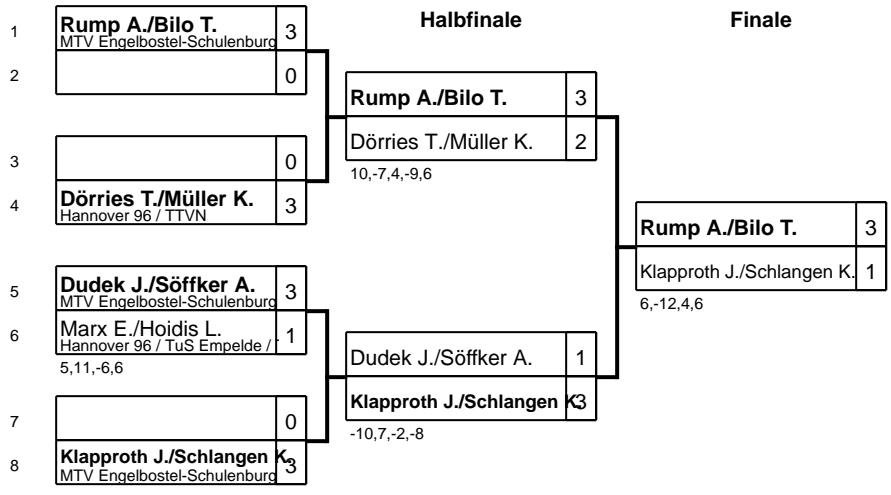 Halbfinale
Finale
1
Rump A./Bilo T.
3
MTV Engelbostel-Schulenburg
2
0
Rump A./Bilo T.
3
Dörries T./Müller K.
2
10,-7,4,-9,6
3
0
4
Dörries T./Müller K.
3
Hannover 96 / TTVN
Rump A./Bilo T.
3
Klapproth J./Schlangen K.
1
6,-12,4,6
5
Dudek J./Söffker A.
3
MTV Engelbostel-Schulenburg
6
Marx E./Hoidis L.
1
Hannover 96 / TuS Empelde /
5,11,-6,6
Dudek J./Söffker A.
1
Klapproth J./Schlangen K.
3
-10,7,-2,-8
7
0
8
Klapproth J./Schlangen K.
3
MTV Engelbostel-Schulenburg